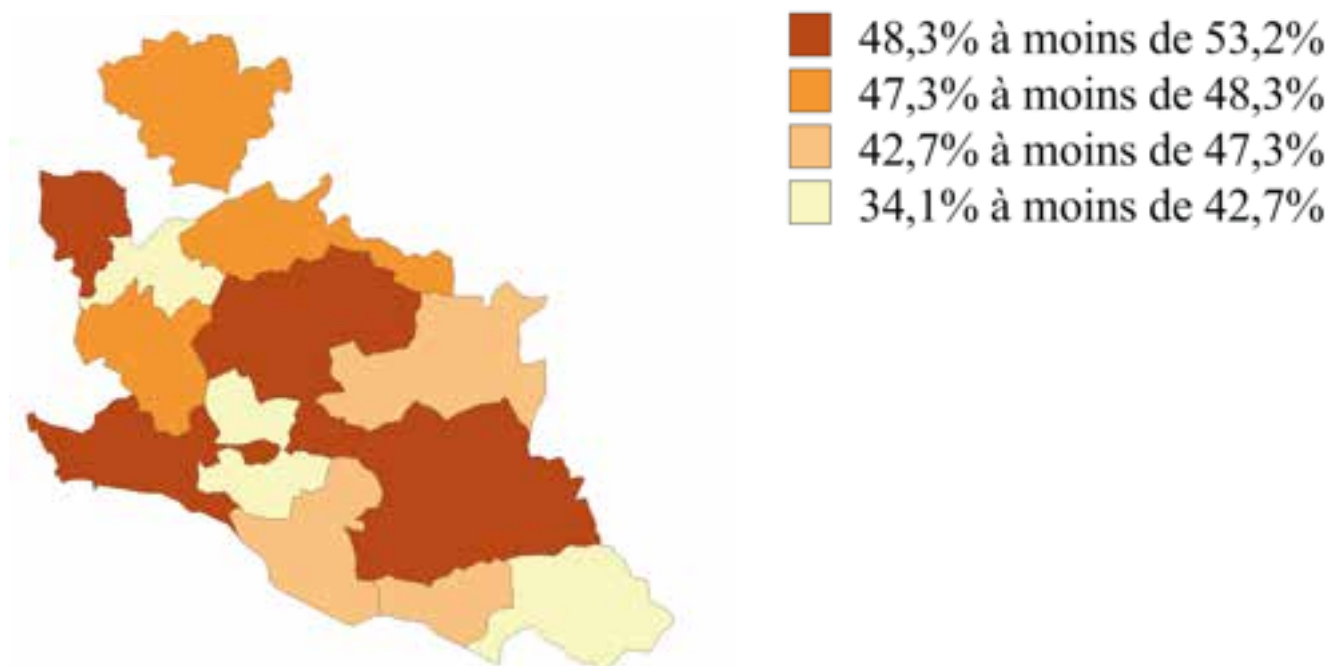 48,3% à moins de 53,2%
47,3% à moins de 48,3%
42,7% à moins de 47,3%
34,1% à moins de 42,7%